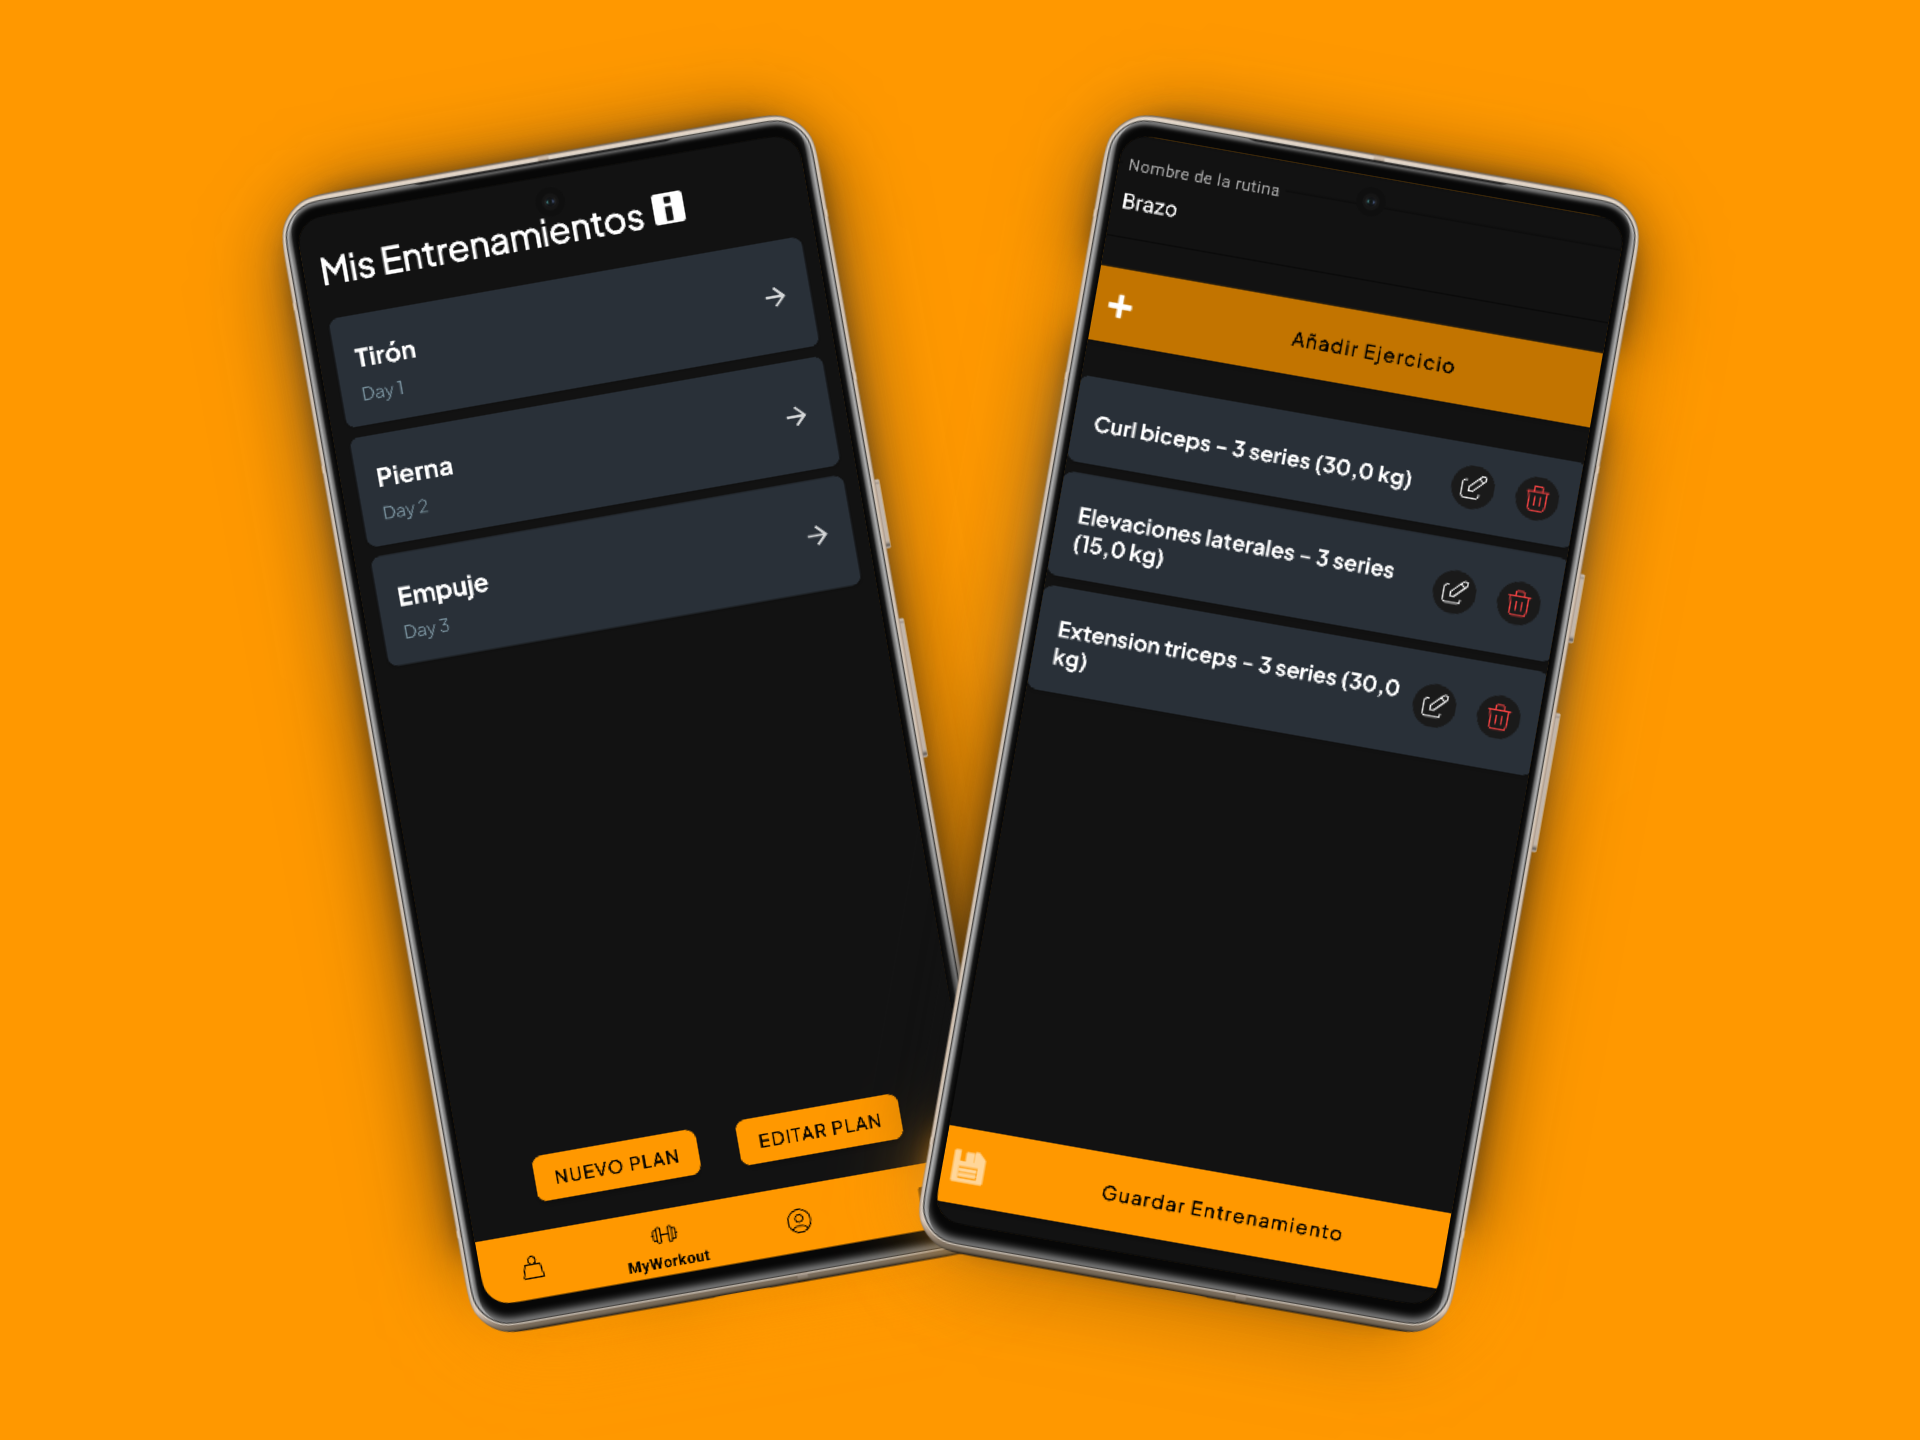 Mis Entrenamientos
Tirón
Day 1
Pierna
Day 2
Empuje
Day 3
NUEVO PLAN
EDITAR PLAN
MyWorkout
Nombre de la rutina
Brazo
Añadir Ejercicio
Curl biceps – 3 series (30,0 kg)
Elevaciones laterales – 3 series
(15,0 kg)
Extension triceps – 3 series (30,0
kg)
Guardar Entrenamiento